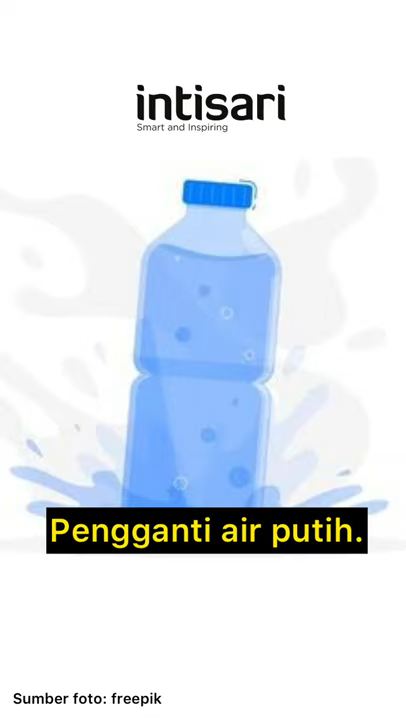 intisari
Smart and Inspiring
Pengganti air putih.
Sumber foto: freepik